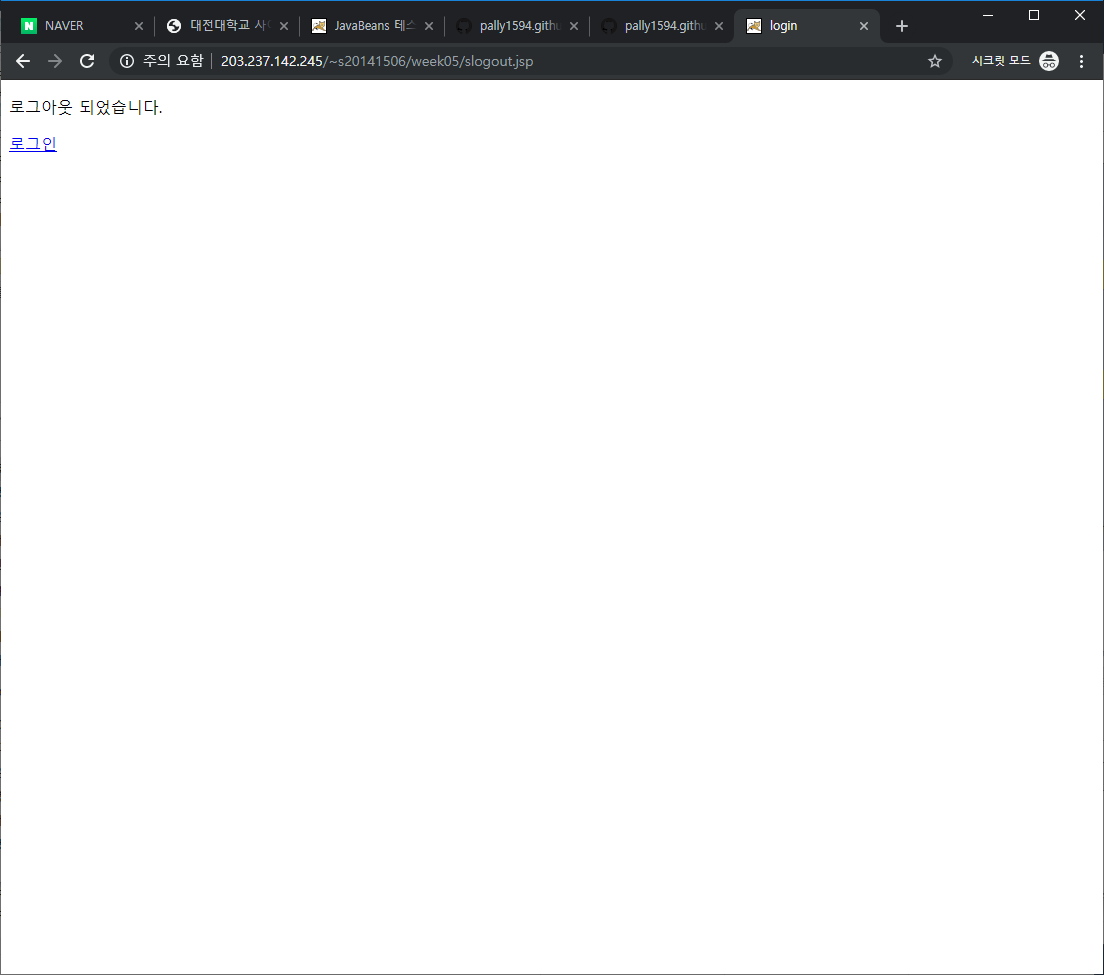 NAVER
대전대학교 사이
JavaBeans 테스
pally1594.githu
pally1594.githu
login
주의 요함
203.237.142.245/~s20141506/week05/slogout.jsp
시크릿 모드
로그아웃 되었습니다.
로그인